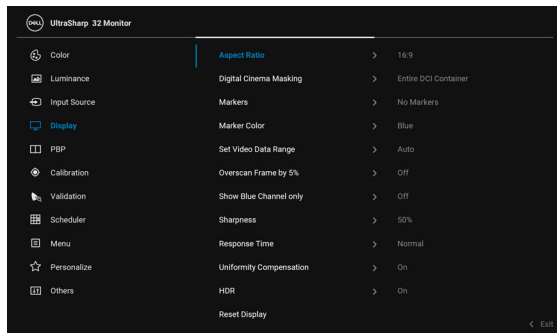 DELL UltraSharp 32 Monitor
Color Aspect Ratio > 16:9
Luminance Digital Cinema Masking > Entire DCI Container
Input Source Markers > No Markers
Display Marker Color > Blue
PBP Set Video Data Range > Auto
Calibration Overscan Frame by 5% > Off
Validation Show Blue Channel only > Off
Scheduler Sharpness > 50%
Menu Response Time > Normal
Personalize Uniformity Compensation > On
Others HDR > On
Reset Display
< Exit